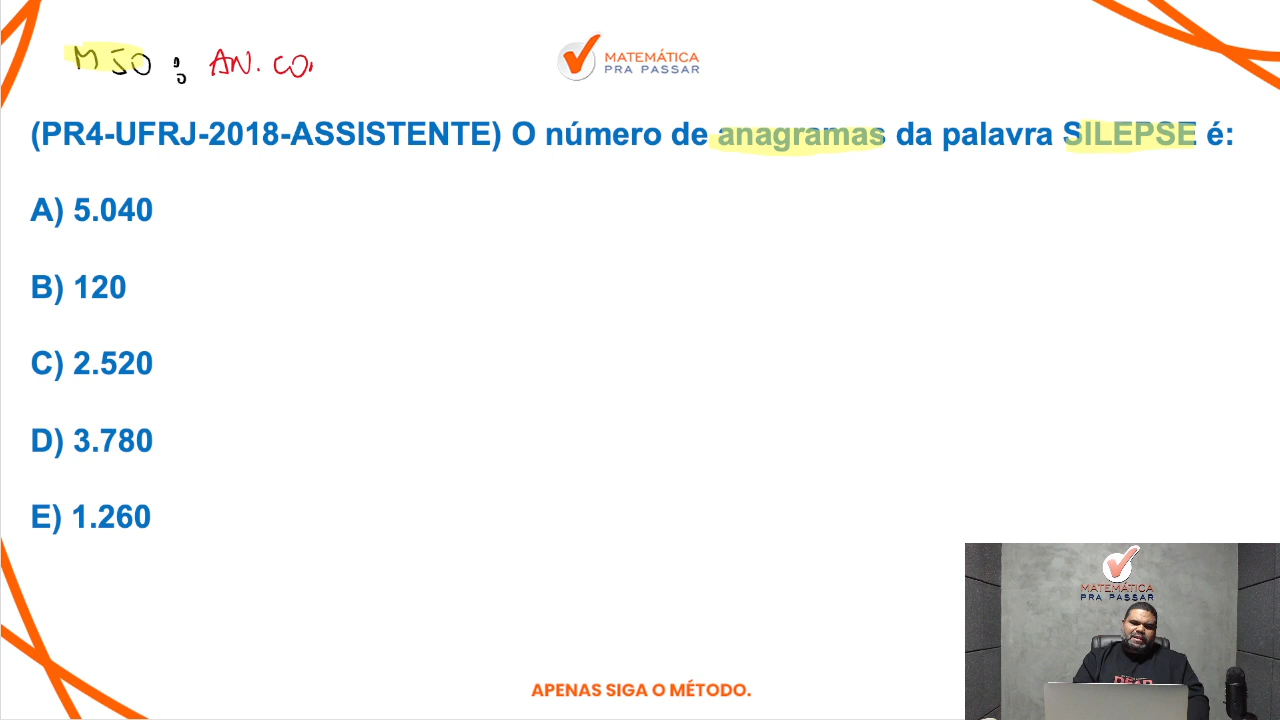 M50 : AN. CO
MATEMÁTICA
PRA PASSAR
(PR4-UFRJ-2018-ASSISTENTE) O número de anagramas da palavra SILEPSE é:
A) 5.040
B) 120
C) 2.520
D) 3.780
E) 1.260
MATEMÁTICA
PRA PASSAR
APENAS SIGA O MÉTODO.